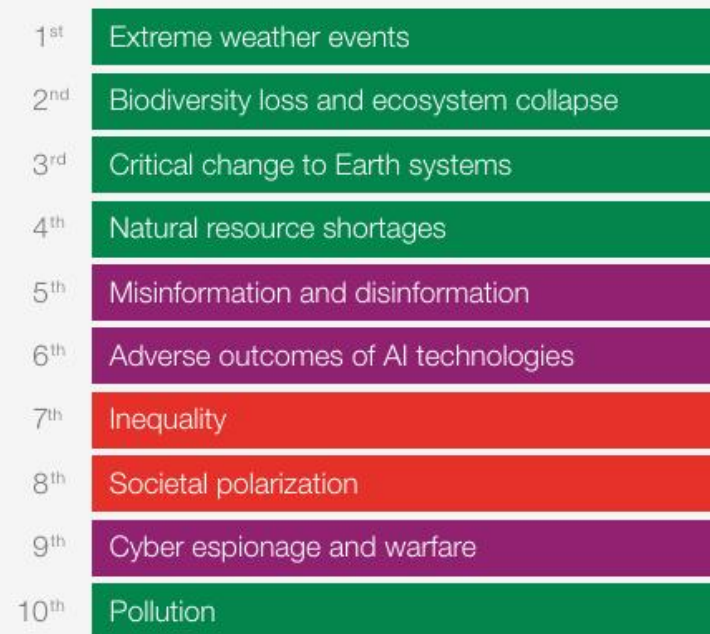 1st Extreme weather events
2nd Biodiversity loss and ecosystem collapse
3rd Critical change to Earth systems
4th Natural resource shortages
5th Misinformation and disinformation
6th Adverse outcomes of AI technologies
7th Inequality
8th Societal polarization
9th Cyber espionage and warfare
10th Pollution